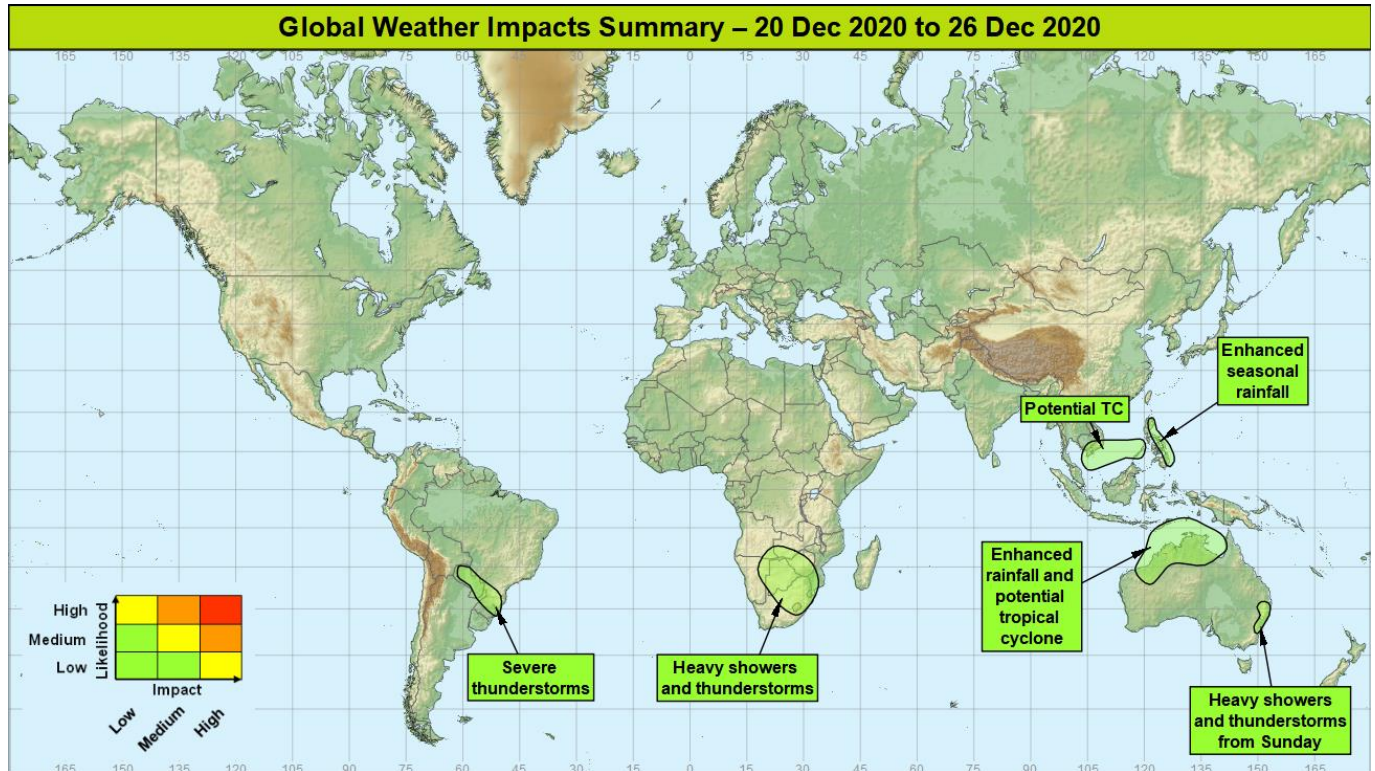 Global Weather Impacts Summary – 20 Dec 2020 to 26 Dec 2020
165 150 135 120 105 90 75 60 45 30 15 0 15 30 45 60 75 90 105 120 135 150 165
Enhanced
seasonal
rainfall
Potential TC
Enhanced
rainfall and
potential
tropical
cyclone
Severe
thunderstorms
Heavy showers
and thunderstorms
Heavy showers
and thunderstorms
from Sunday
High
Medium
Low
Likelihood
Impact
Low
Medium
High
165 150 135 120 105 90 75 60 45 30 15 0 15 30 45 60 75 90 105 120 135 150 165